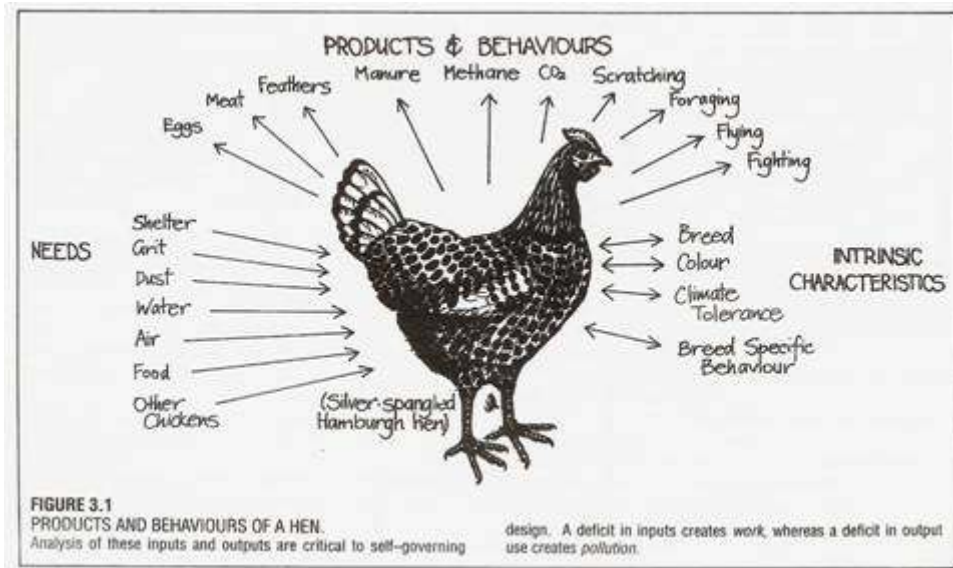 PRODUCTS & BEHAVIOURS
Eggs
Meat
Feathers
Manure
Methane
CO₂
Scratching
Foraging
Flying
Fighting
NEEDS
Shelter
Grit
Dust
Water
Air
Food
Other
Chickens
(Silver-spangled
Hamburgh hen)
INTRINSIC
CHARACTERISTICS
Breed
Colour
Climate
Tolerance
Breed Specific
Behaviour
FIGURE 3.1
PRODUCTS AND BEHAVIOURS OF A HEN.
Analysis of these inputs and outputs are critical to self-governing
design. A deficit in inputs creates work, whereas a deficit in output
use creates pollution.